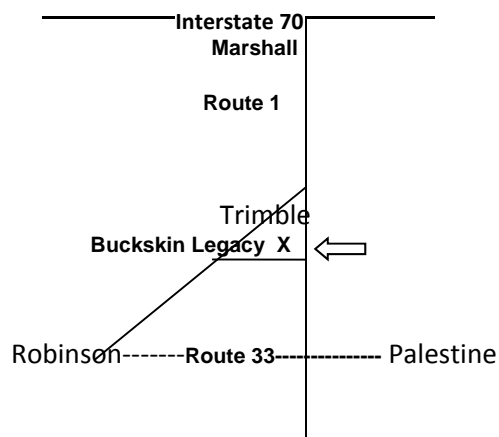 Interstate 70
Marshall
Route 1
Trimble
Buckskin Legacy X
Robinson-------Route 33--------------- Palestine